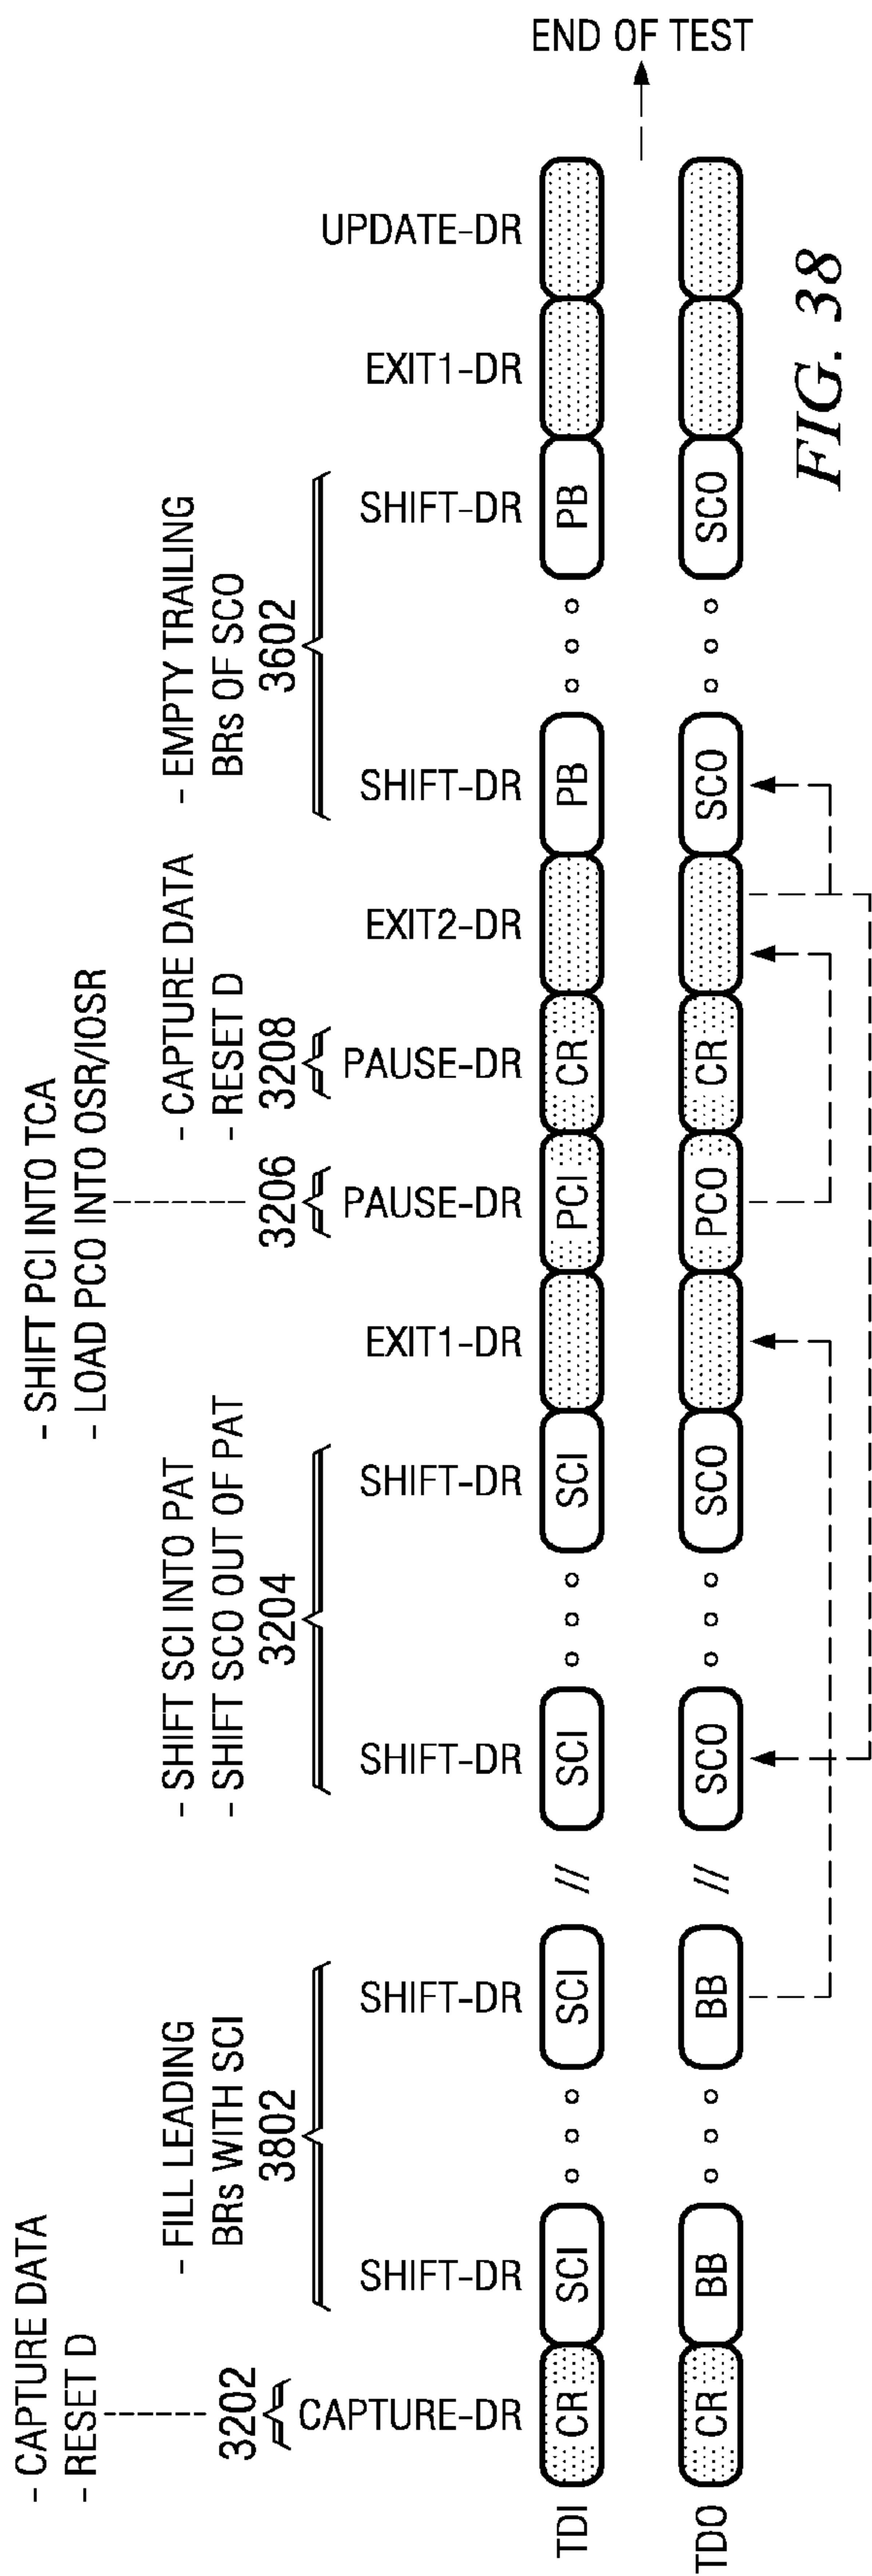 - CAPTURE DATA
- RESET D
3202
CAPTURE-DR
- FILL LEADING
BRs WITH SCI
3802
SHIFT-DR
SHIFT-DR
- SHIFT SCI INTO PAT
- SHIFT SCO OUT OF PAT
3204
SHIFT-DR
SHIFT-DR
EXIT1-DR
- SHIFT PCI INTO TCA
- LOAD PCO INTO OSR/IOSR
3206
PAUSE-DR
- CAPTURE DATA
- RESET D
3208
PAUSE-DR
EXIT2-DR
- EMPTY TRAILING
BRs OF SCO
3602
SHIFT-DR
SHIFT-DR
EXIT1-DR
UPDATE-DR
END OF TEST
TDI CR SCI SCI // SCI SCI PCI CR PB PB
TDO CR BB BB // SCO SCO PCO CR SCO SCO
FIG. 38